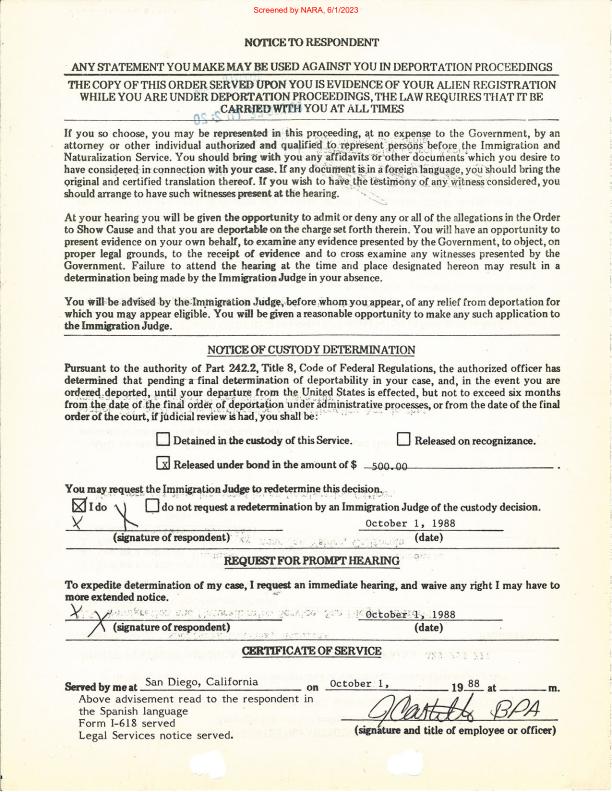 Screened by NARA, 6/1/2023
NOTICE TO RESPONDENT
ANY STATEMENT YOU MAKE MAY BE USED AGAINST YOU IN DEPORTATION PROCEEDINGS
THE COPY OF THIS ORDER SERVED UPON YOU IS EVIDENCE OF YOUR ALIEN REGISTRATION
WHILE YOU ARE UNDER DEPORTATION PROCEEDINGS, THE LAW REQUIRES THAT IT BE
CARRIED WITH YOU AT ALL TIMES
If you so choose, you may be represented in this proceeding, at no expense to the Government, by an
attorney or other individual authorized and qualified to represent persons before the Immigration and
Naturalization Service. You should bring with you any affidavits or other documents which you desire to
have considered in connection with your case. If any document is in a foreign language, you should bring the
original and certified translation thereof. If you wish to have the testimony of any witness considered, you
should arrange to have such witnesses present at the hearing.
At your hearing you will be given the opportunity to admit or deny any or all of the allegations in the Order
to Show Cause and that you are deportable on the charge set forth therein. You will have an opportunity to
present evidence on your own behalf, to examine any evidence presented by the Government, to object, on
proper legal grounds, to the receipt of evidence and to cross examine any witnesses presented by the
Government. Failure to attend the hearing at the time and place designated hereon may result in a
determination being made by the Immigration Judge in your absence.
You will be advised by the Immigration Judge, before whom you appear, of any relief from deportation for
which you may appear eligible. You will be given a reasonable opportunity to make any such application to
the Immigration Judge.
NOTICE OF CUSTODY DETERMINATION
Pursuant to the authority of Part 242.2, Title 8, Code of Federal Regulations, the authorized officer has
determined that pending a final determination of deportability in your case, and, in the event you are
ordered deported, until your departure from the United States is effected, but not to exceed six months
from the date of the final order of deportation under administrative processes, or from the date of the final
order of the court, if judicial review is had, you shall be:
Detained in the custody of this Service. Released on recognizance.
x Released under bond in the amount of $ 500.00 .
You may request the Immigration Judge to redetermine this decision.
X I do do not request a redetermination by an Immigration Judge of the custody decision.
X X October 1, 1988
(signature of respondent) (date)
REQUEST FOR PROMPT HEARING
To expedite determination of my case, I request an immediate hearing, and waive any right I may have to
more extended notice.
X X October 1, 1988
(signature of respondent) (date)
CERTIFICATE OF SERVICE
Served by me at San Diego, California on October 1, 19 88 at m.
Above advisement read to the respondent in
the Spanish language
Form I-618 served
Legal Services notice served.
J Castillo BPA
(signature and title of employee or officer)